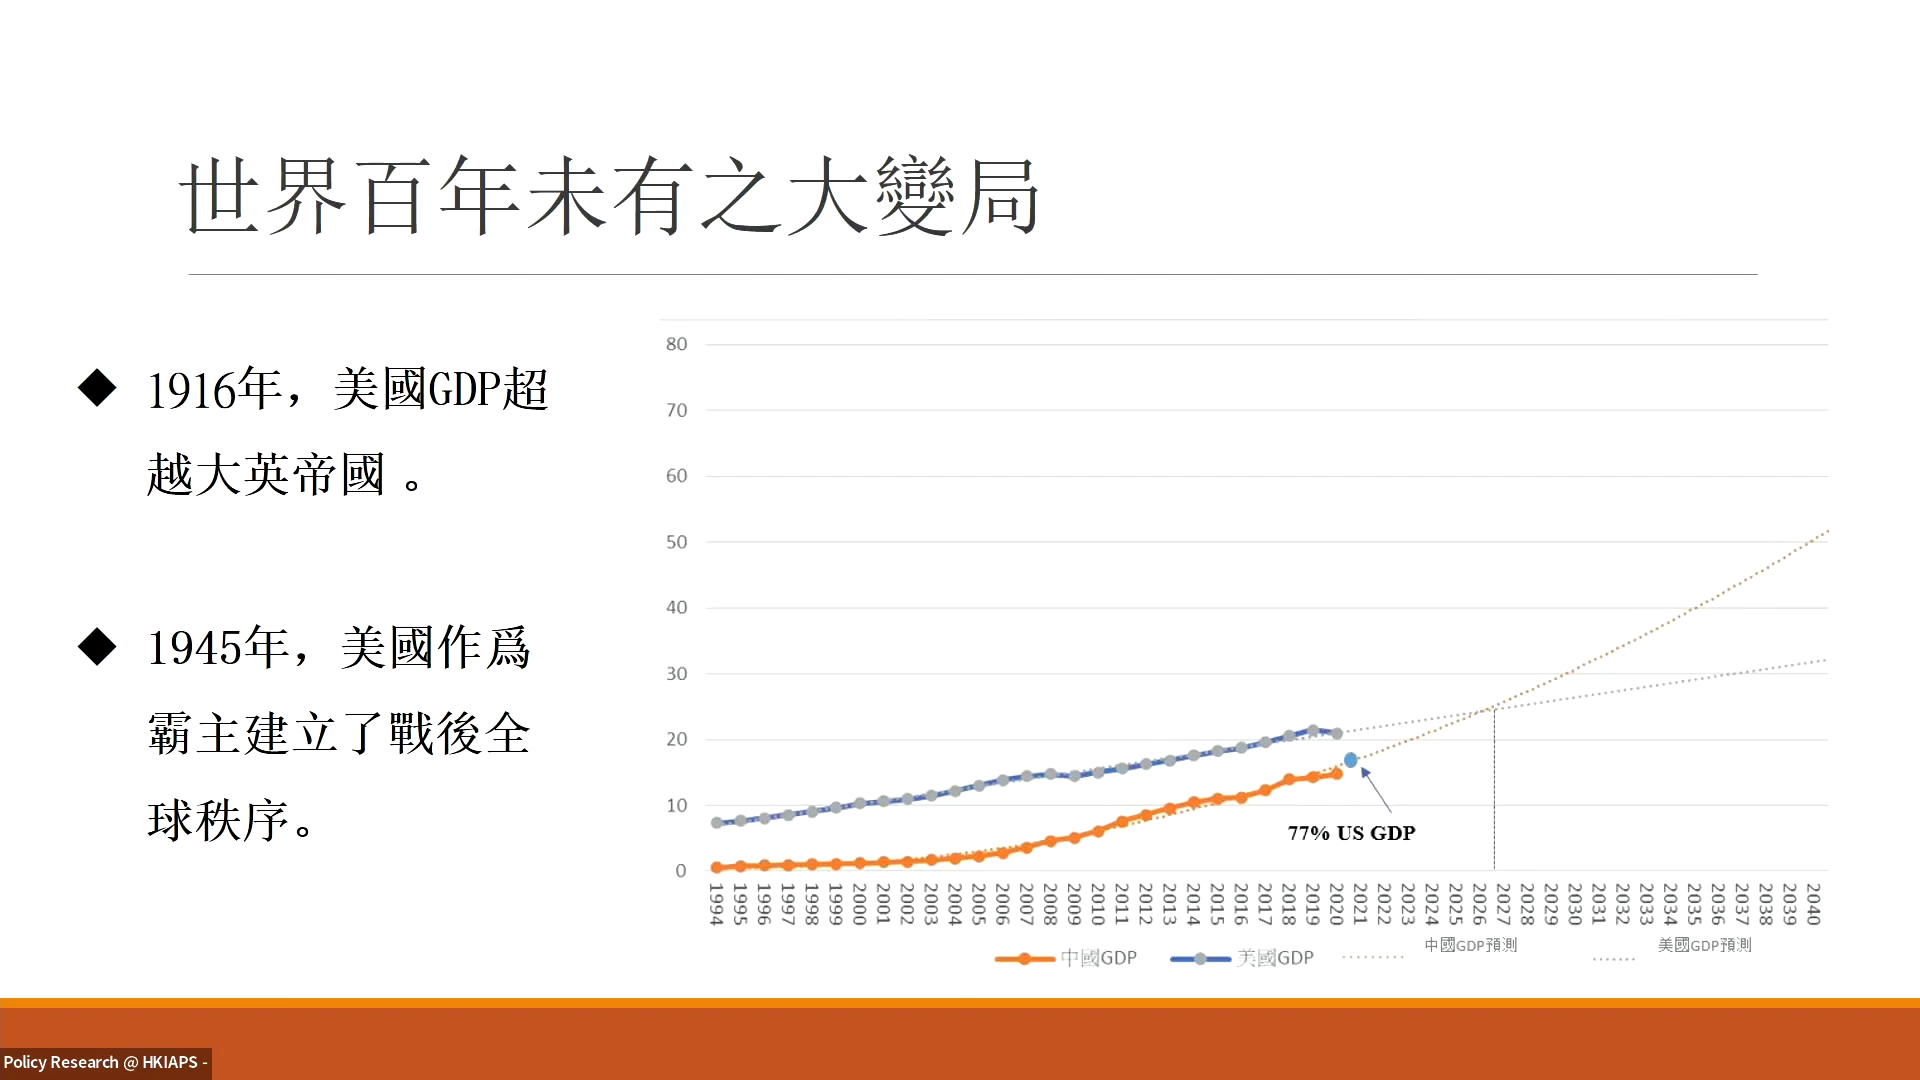 世界百年未有之大變局
◆ 1916年，美國GDP超
越大英帝國 。
◆ 1945年，美國作爲
霸主建立了戰後全
球秩序。
80
70
60
50
40
30
20
10
0
77% US GDP
1994 1995 1996 1997 1998 1999 2000 2001 2002 2003 2004 2005 2006 2007 2008 2009 2010 2011 2012 2013 2014 2015 2016 2017 2018 2019 2020 2021 2022 2023 2024 2025 2026 2027 2028 2029 2030 2031 2032 2033 2034 2035 2036 2037 2038 2039 2040
中國GDP 美國GDP 中國GDP預測 美國GDP預測
Policy Research @ HKIAPS -